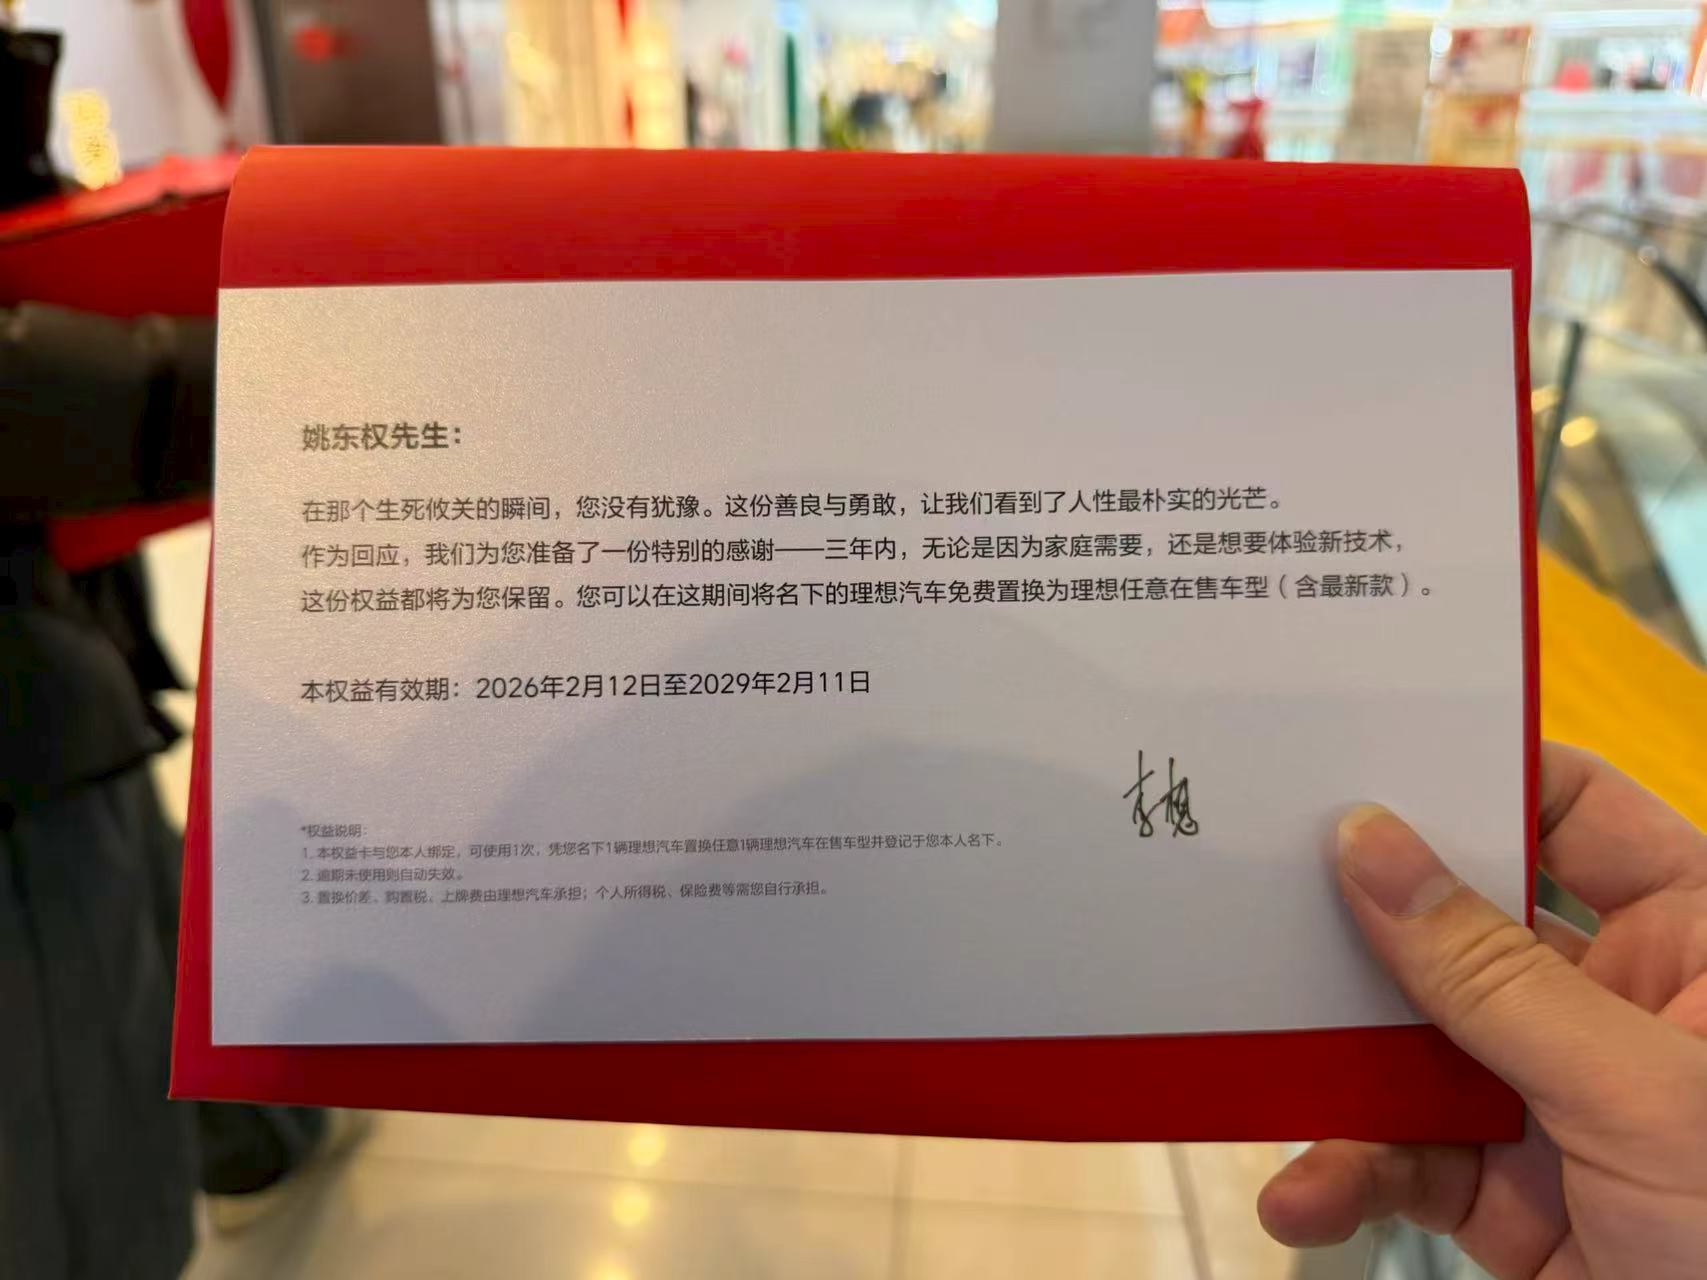 姚东权先生：
在那个生死攸关的瞬间，您没有犹豫。这份善良与勇敢，让我们看到了人性最朴实的光芒。
作为回应，我们为您准备了一份特别的感谢——三年内，无论是因为家庭需要，还是想要体验新技术，
这份权益都将为您保留。您可以在这期间将名下的理想汽车免费置换为理想任意在售车型（含最新款）。
本权益有效期：2026年2月12日至2029年2月11日
李想
*权益说明：
1. 本权益卡与您本人绑定，可使用1次，凭您名下1辆理想汽车置换任意1辆理想汽车在售车型并登记于您本人名下。
2. 逾期未使用则自动失效。
3. 置换价差、购置税、上牌费由理想汽车承担；个人所得税、保险费等需您自行承担。